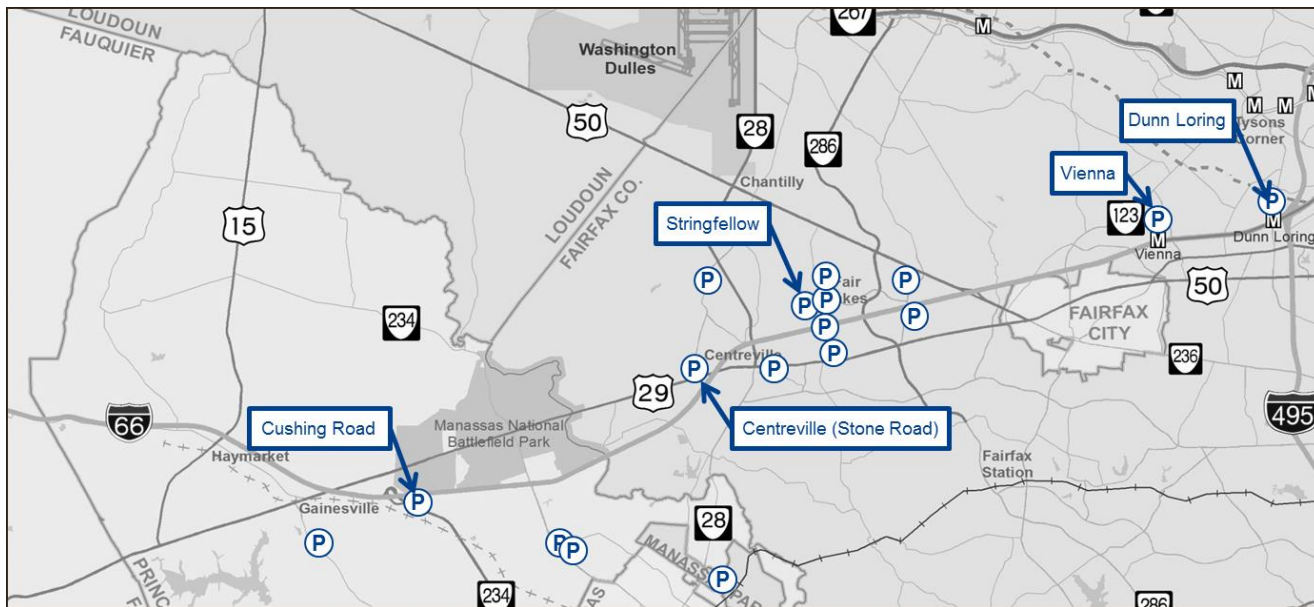 LOUDOUN
FAUQUIER
267
M
Washington
Dulles
M
M
M
M
M
50
28
286
Dunn Loring
Tysons
Corner
Vienna
Chantilly
LOUDOUN
FAIRFAX CO.
15
Stringfellow
P
P
123
M
Vienna
M
Dunn Loring
P
P
P
P
P
P
P
P
P
50
234
FAIRFAX
CITY
Centreville
P
P
236
29
66
Cushing Road
Manassas National
Battlefield Park
Centreville (Stone Road)
495
Haymarket
Fairfax
Station
P
Gainesville
P
P
P
28
P
234
286